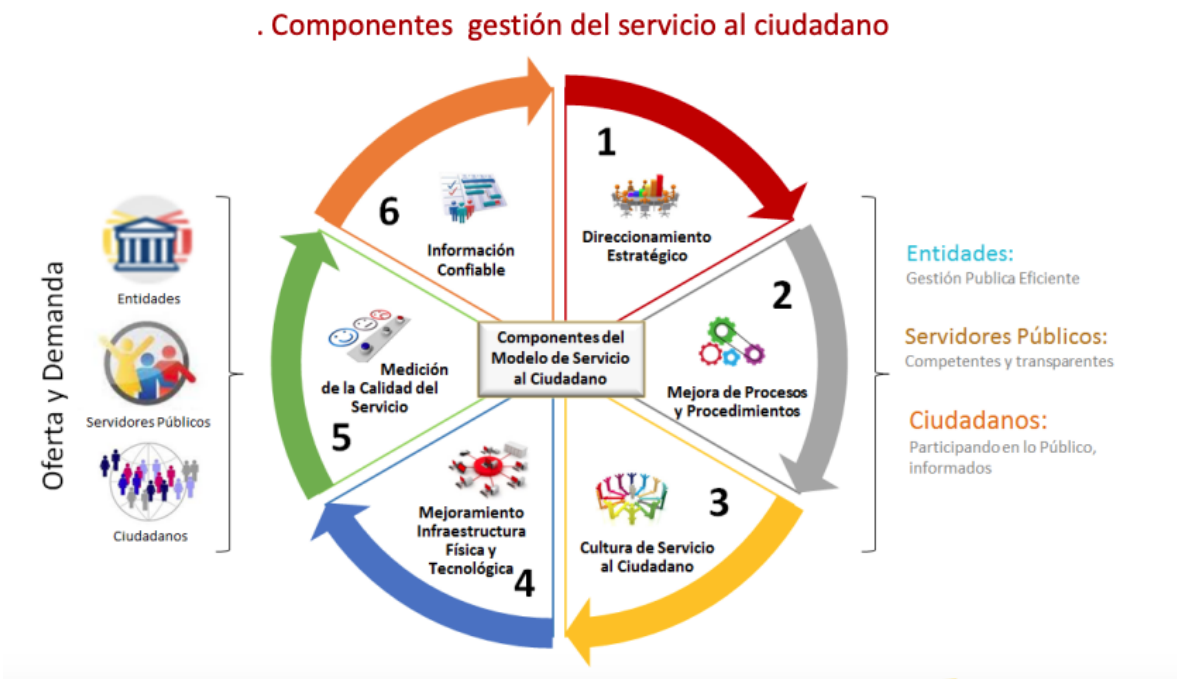 . Componentes gestión del servicio al ciudadano
Oferta y Demanda
Entidades
Servidores Públicos
Ciudadanos
1
Direccionamiento
Estratégico
2
Mejora de Procesos
y Procedimientos
3
Cultura de Servicio
al Ciudadano
Mejoramiento
Infraestructura
Física y
Tecnológica
4
Medición
de la Calidad del
Servicio
5
6
Información
Confiable
Componentes del
Modelo de Servicio
al Ciudadano
Entidades:
Gestión Publica Eficiente
Servidores Públicos:
Competentes y transparentes
Ciudadanos:
Participando en lo Público,
informados